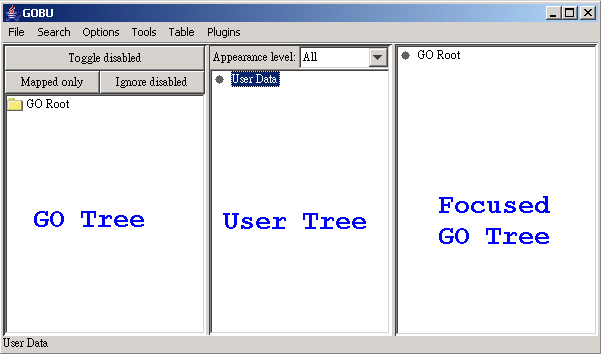 GOBU
File Search Options Tools Table Plugins
Toggle disabled
Mapped only Ignore disabled
GO Root
GO Tree
Appearance level: All
User Data
User Tree
GO Root
Focused
GO Tree
User Data